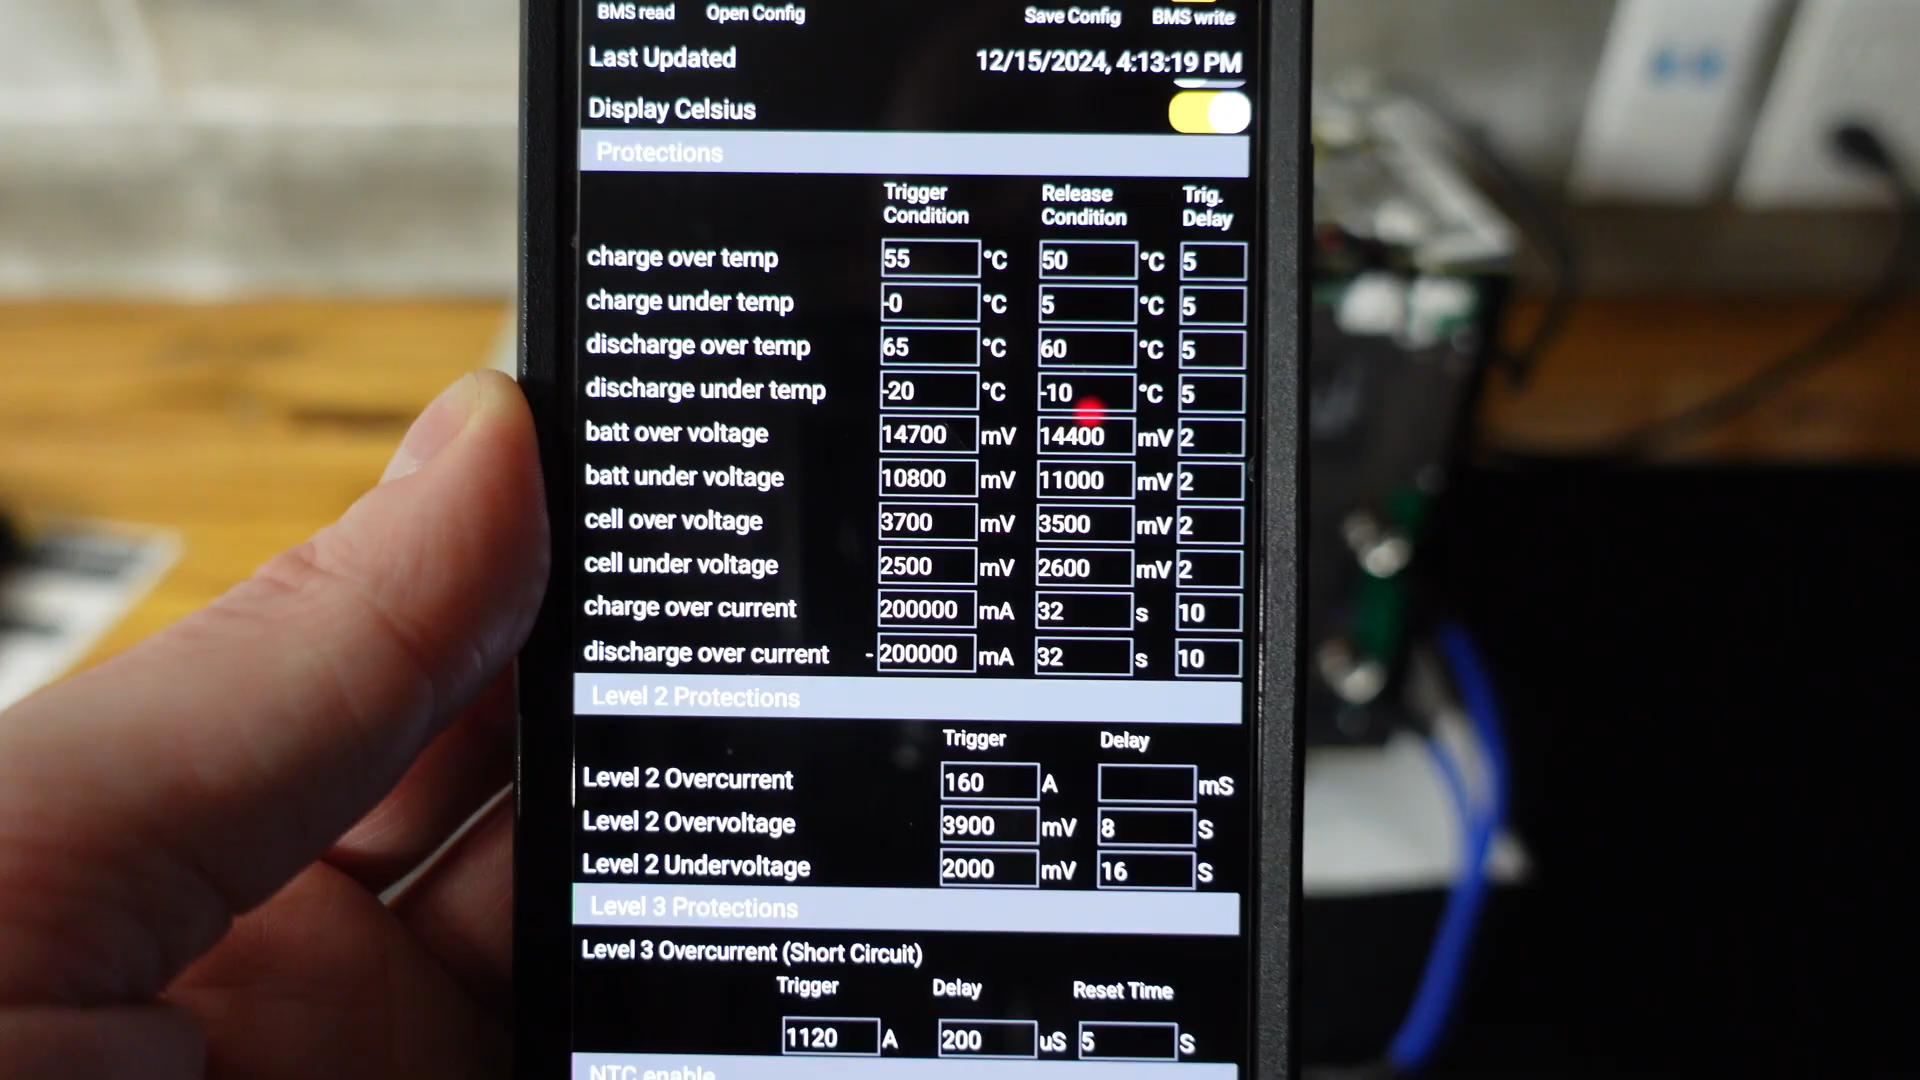 BMS read Open Config Save Config BMS write
Last Updated 12/15/2024, 4:13:19 PM
Display Celsius
Protections
Trigger Condition Release Condition Trig. Delay
charge over temp 55 °C 50 °C 5
charge under temp -0 °C 5 °C 5
discharge over temp 65 °C 60 °C 5
discharge under temp -20 °C -10 °C 5
batt over voltage 14700 mV 14400 mV 2
batt under voltage 10800 mV 11000 mV 2
cell over voltage 3700 mV 3500 mV 2
cell under voltage 2500 mV 2600 mV 2
charge over current 200000 mA 32 s 10
discharge over current -200000 mA 32 s 10
Level 2 Protections
Trigger Delay
Level 2 Overcurrent 160 A mS
Level 2 Overvoltage 3900 mV 8 S
Level 2 Undervoltage 2000 mV 16 S
Level 3 Protections
Level 3 Overcurrent (Short Circuit)
Trigger Delay Reset Time
1120 A 200 uS 5 S
NTC enable